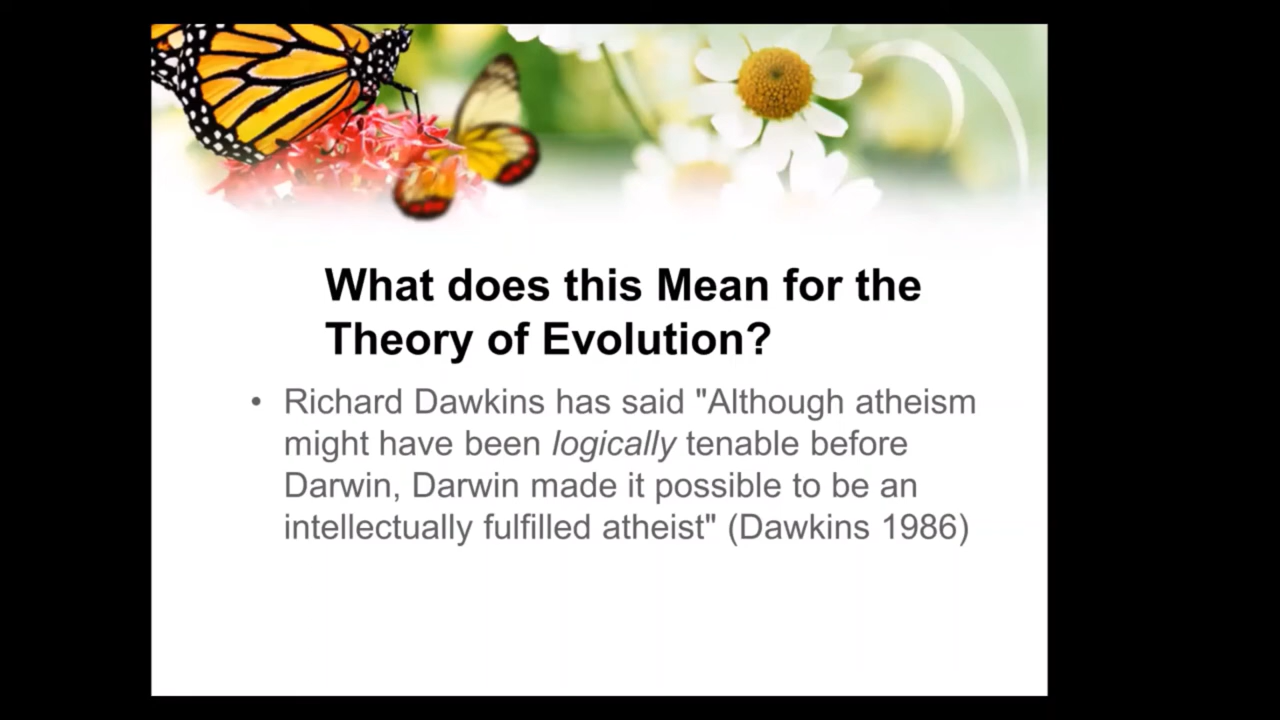 What does this Mean for the
Theory of Evolution?
• Richard Dawkins has said "Although atheism
might have been logically tenable before
Darwin, Darwin made it possible to be an
intellectually fulfilled atheist" (Dawkins 1986)